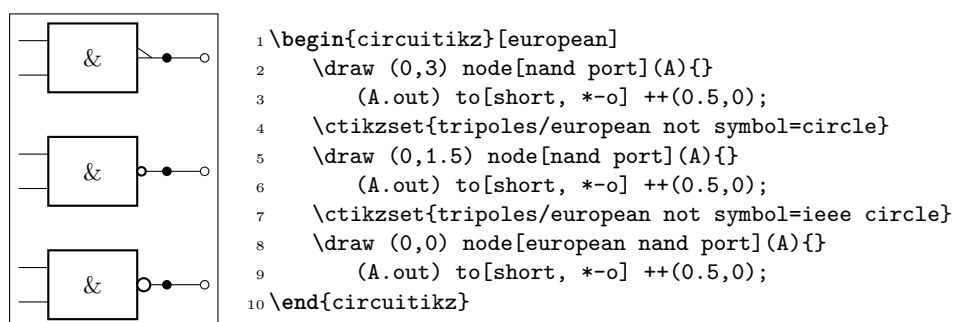 &
&
&
1 \begin{circuitikz}[european]
2     \draw (0,3) node[nand port](A){}
3         (A.out) to[short, *-o] ++(0.5,0);
4     \ctikzset{tripoles/european not symbol=circle}
5     \draw (0,1.5) node[nand port](A){}
6         (A.out) to[short, *-o] ++(0.5,0);
7     \ctikzset{tripoles/european not symbol=ieee circle}
8     \draw (0,0) node[european nand port](A){}
9         (A.out) to[short, *-o] ++(0.5,0);
10 \end{circuitikz}